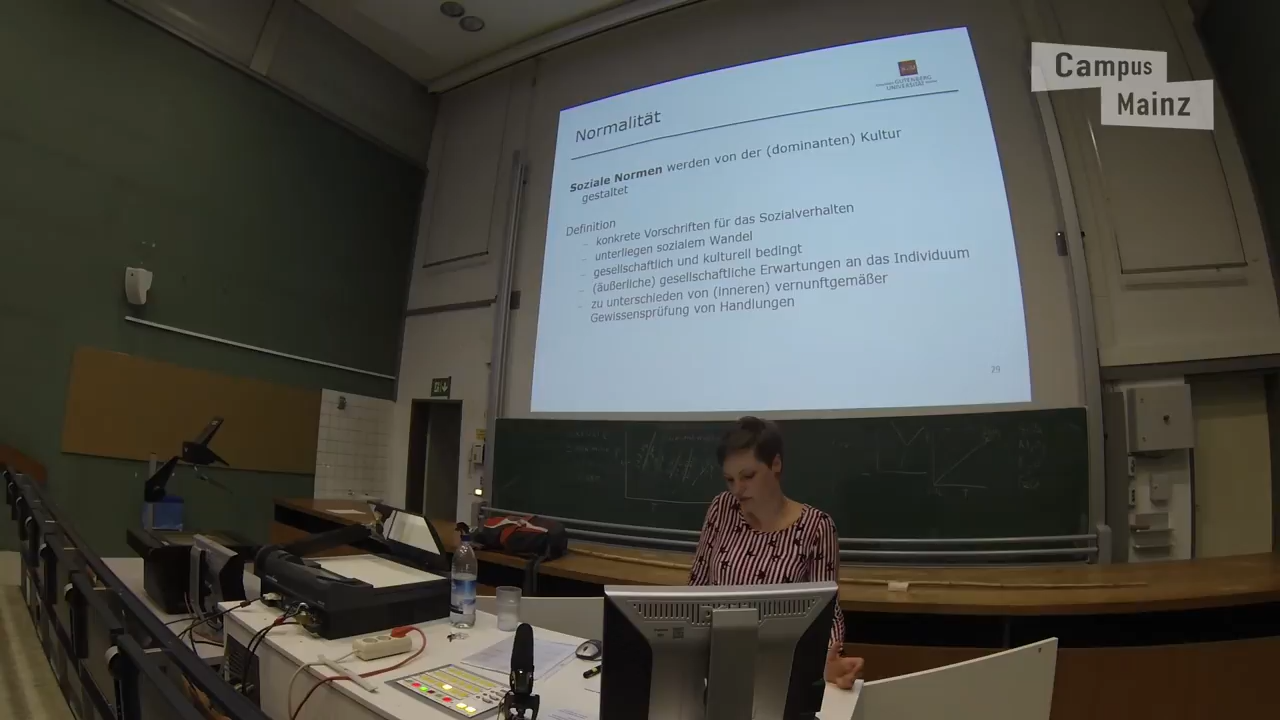 Campus
Mainz
GUTENBERG
UNIVERSITÄT
Normalität
Soziale Normen werden von der (dominanten) Kultur
gestaltet
Definition
– konkrete Vorschriften für das Sozialverhalten
– unterliegen sozialem Wandel
– gesellschaftlich und kulturell bedingt
– (äußerliche) gesellschaftliche Erwartungen an das Individuum
– zu unterschieden von (inneren) vernunftgemäßer
Gewissensprüfung von Handlungen
29